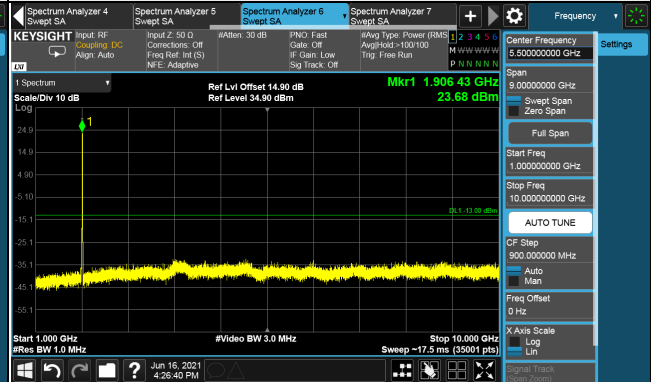 Spectrum Analyzer 4
Swept SA
Spectrum Analyzer 5
Swept SA
Spectrum Analyzer 6
Swept SA
Spectrum Analyzer 7
Swept SA
Frequency
KEYSIGHT
LXI
Input: RF
Coupling: DC
Align: Auto
Input Z: 50 Ω
Corrections: Off
Freq Ref: Int (S)
NFE: Adaptive
#Atten: 30 dB
PNO: Fast
Gate: Off
IF Gain: Low
Sig Track: Off
#Avg Type: Power (RMS
Avg|Hold:>100/100
Trig: Free Run
1 2 3 4 5 6
M W W W W W
P N N N N N
1 Spectrum
Scale/Div 10 dB
Ref Lvl Offset 14.90 dB
Ref Level 34.90 dBm
Mkr1 1.906 43 GHz
23.68 dBm
Log
1
24.9
14.9
4.90
-5.10
-15.1
-25.1
-35.1
-45.1
-55.1
DL1 -13.00 dBm
Start 1.000 GHz
#Res BW 1.0 MHz
#Video BW 3.0 MHz
Stop 10.000 GHz
Sweep ~17.5 ms (35001 pts)
Jun 16, 2021
4:26:40 PM
Center Frequency
5.500000000 GHz
Span
9.00000000 GHz
Swept Span
Zero Span
Full Span
Start Freq
1.000000000 GHz
Stop Freq
10.000000000 GHz
AUTO TUNE
CF Step
900.000000 MHz
Auto
Man
Freq Offset
0 Hz
X Axis Scale
Log
Lin
Signal Track
(Span Zoom)
Settings